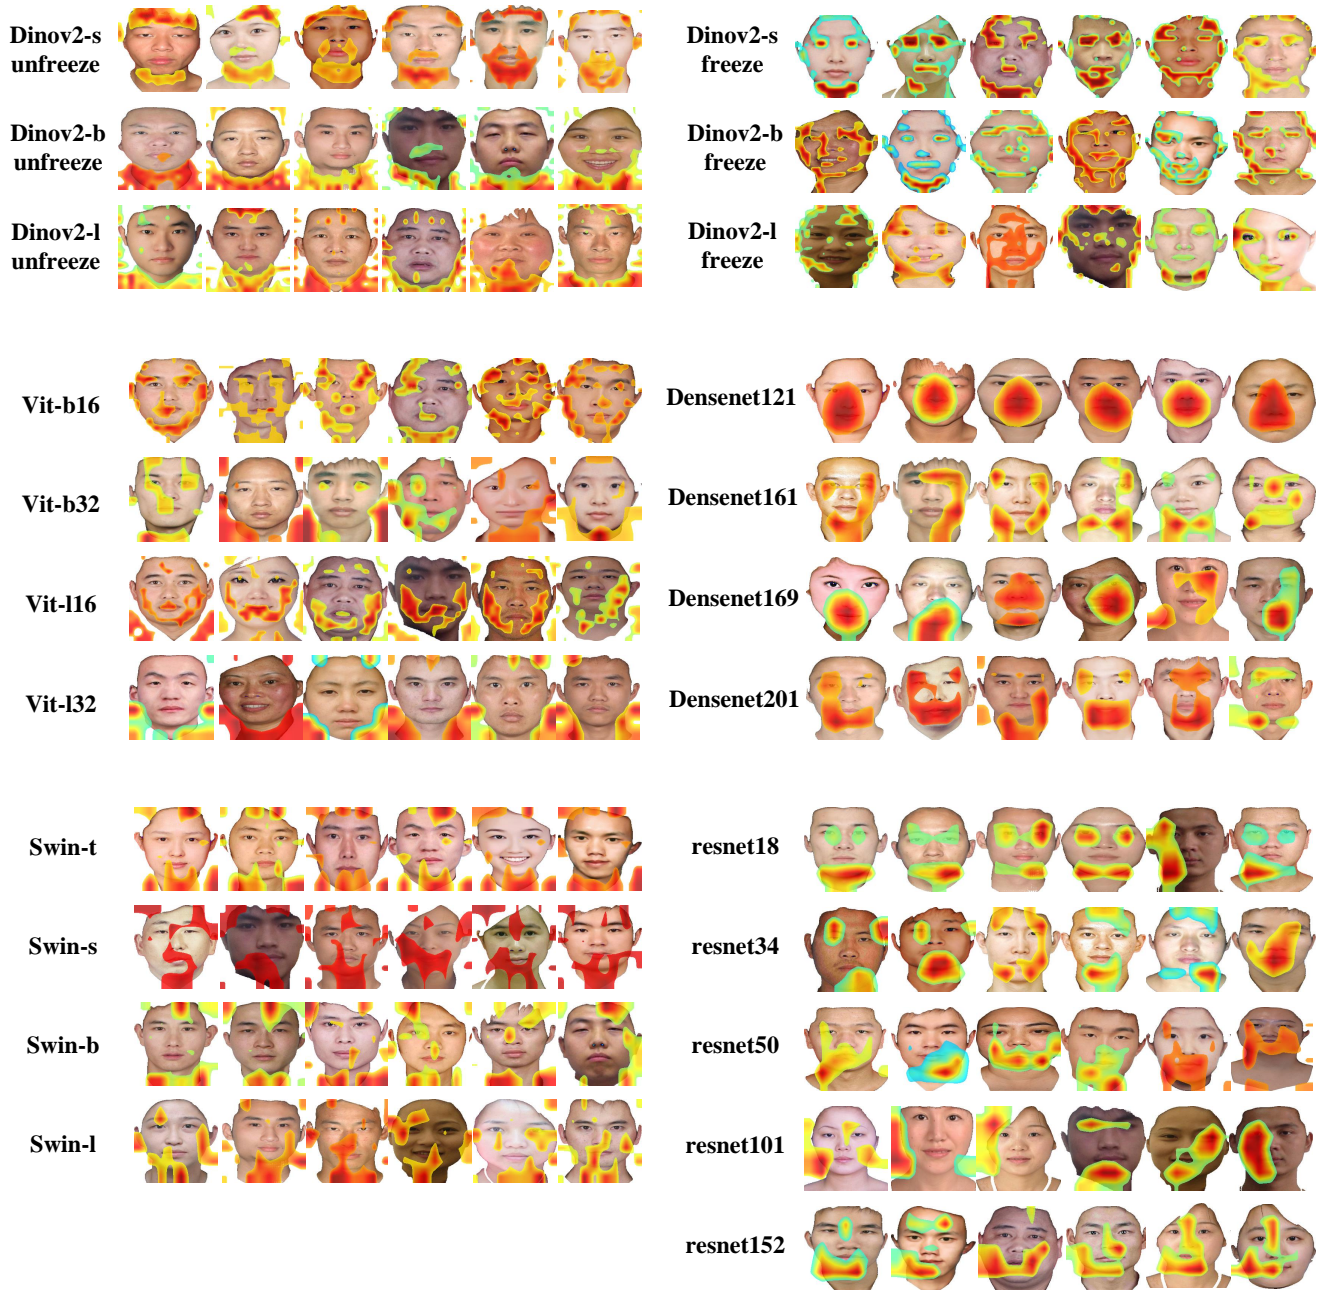 Dinov2-s
unfreeze
Dinov2-b
unfreeze
Dinov2-l
unfreeze
Dinov2-s
freeze
Dinov2-b
freeze
Dinov2-l
freeze
Vit-b16
Vit-b32
Vit-l16
Vit-l32
Densenet121
Densenet161
Densenet169
Densenet201
Swin-t
Swin-s
Swin-b
Swin-l
resnet18
resnet34
resnet50
resnet101
resnet152